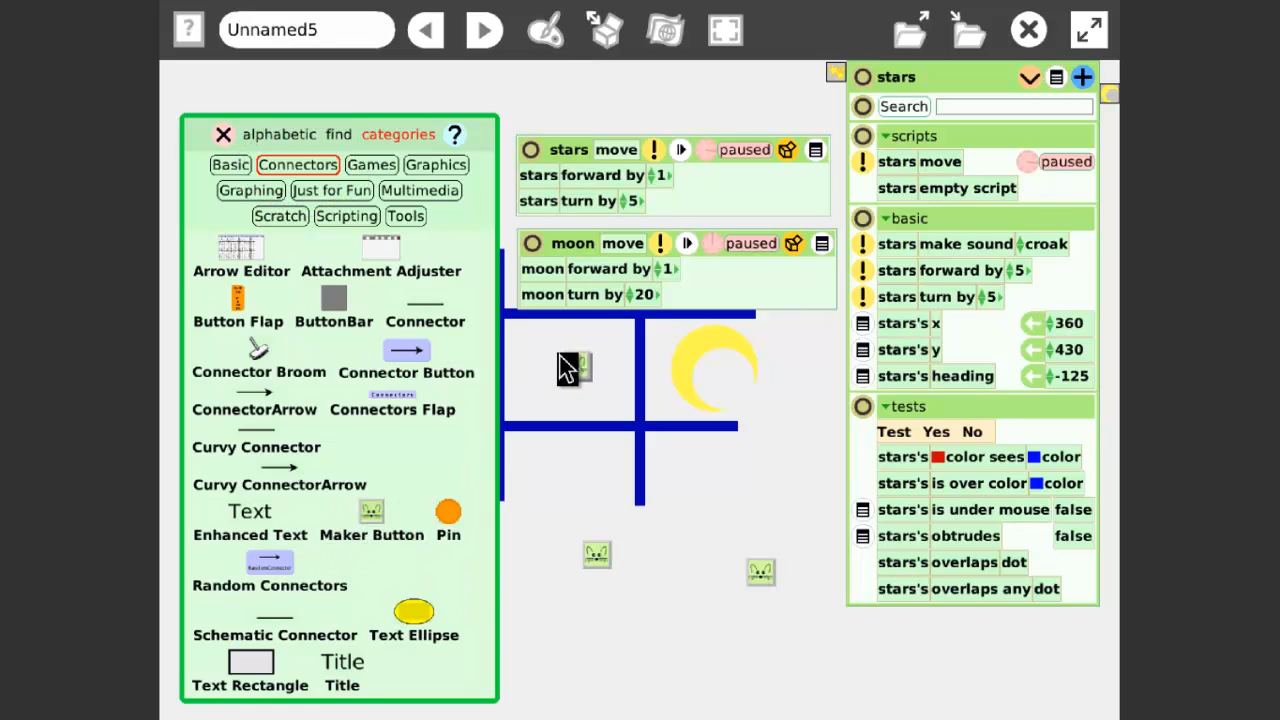 Unnamed5
alphabetic find categories ?
Basic Connectors Games Graphics
Graphing Just for Fun Multimedia
Scratch Scripting Tools
Arrow Editor Attachment Adjuster
Button Flap ButtonBar Connector
Connector Broom Connector Button
Connectors
ConnectorArrow Connectors Flap
Curvy Connector
Curvy ConnectorArrow
Text
Enhanced Text Maker Button Pin
RandomConnector
Random Connectors
Schematic Connector Text Ellipse
Title
Text Rectangle Title
stars move ! paused
stars forward by 1
stars turn by 5
moon move ! paused
moon forward by 1
moon turn by 20
stars
Search
scripts
! stars move paused
stars empty script
basic
! stars make sound croak
! stars forward by 5
! stars turn by 5
stars's x 360
stars's y 430
stars's heading -125
tests
Test Yes No
stars's color sees color
stars's is over color color
stars's is under mouse false
stars's obtrudes false
stars's overlaps dot
stars's overlaps any dot